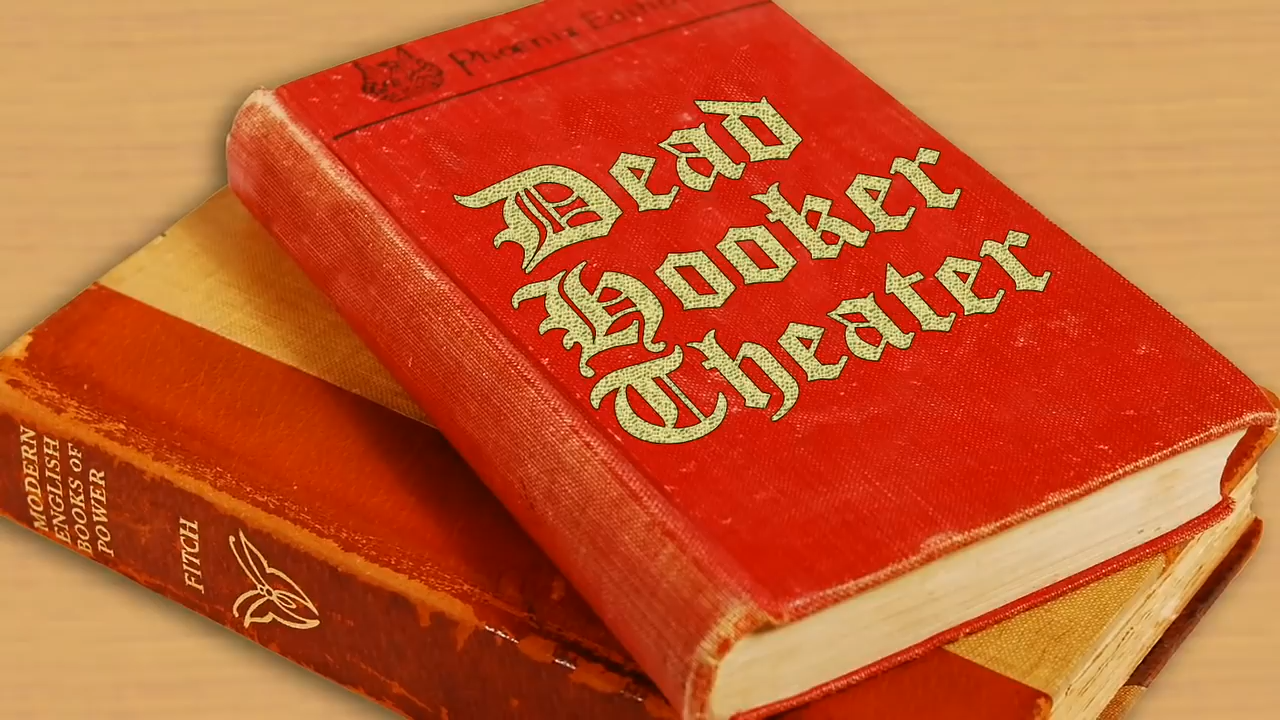 Phoenix Edition
Dead
Hooker
Theater
MODERN
ENGLISH
BOOKS OF
POWER
FITCH